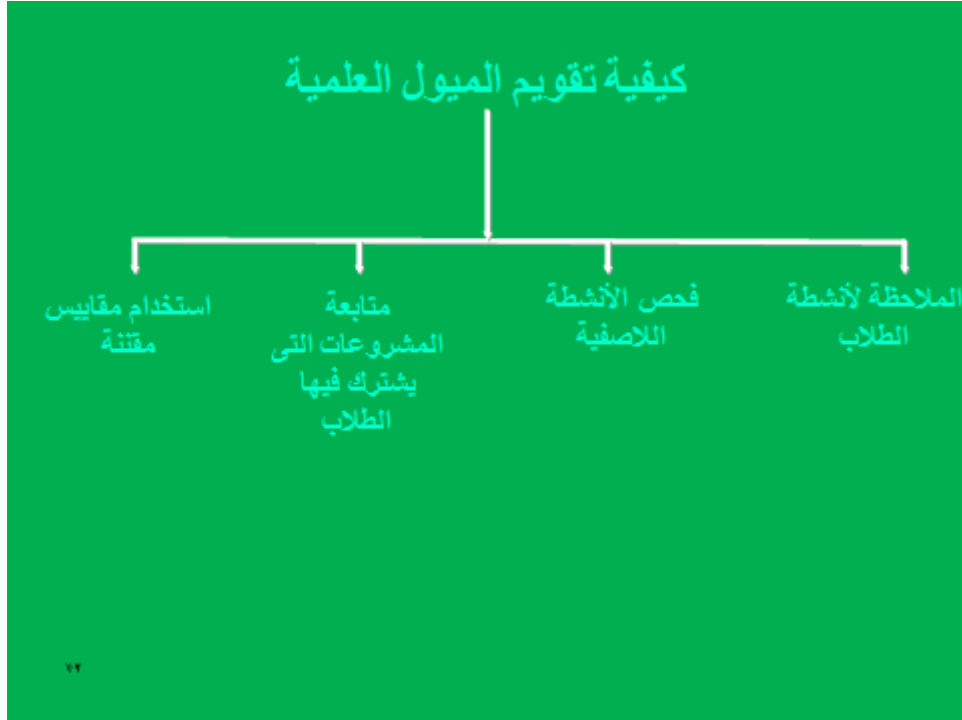 كيفية تقويم الميول العلمية
الملاحظة لأنشطة
الطلاب
فحص الأنشطة
اللاصفية
متابعة
المشروعات التى
يشترك فيها
الطلاب
استخدام مقاييس
مقننة